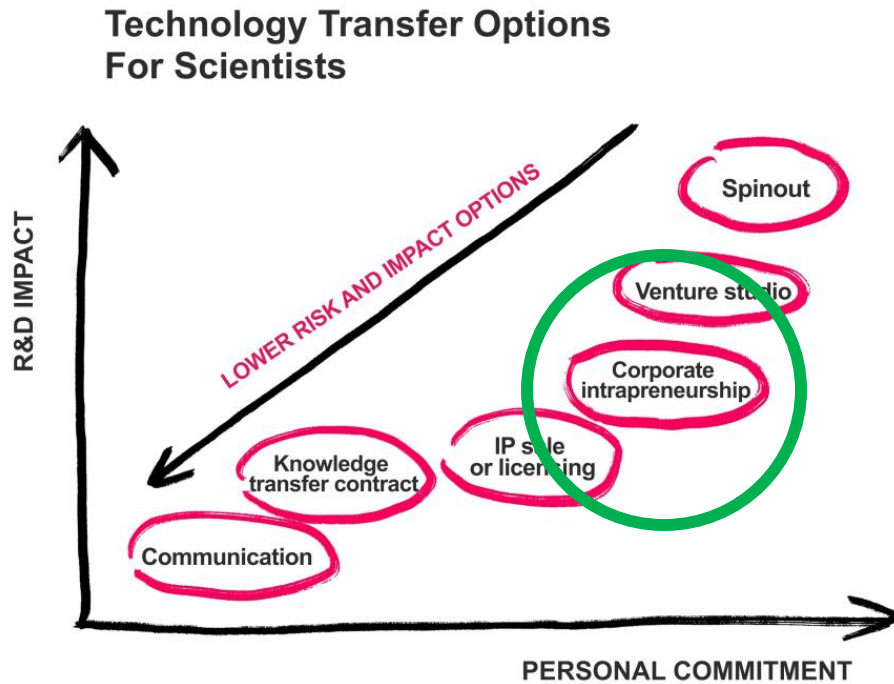 Technology Transfer Options
For Scientists
R&D IMPACT
LOWER RISK AND IMPACT OPTIONS
Spinout
Venture studio
Corporate
intrapreneurship
IP sale
or licensing
Knowledge
transfer contract
Communication
PERSONAL COMMITMENT